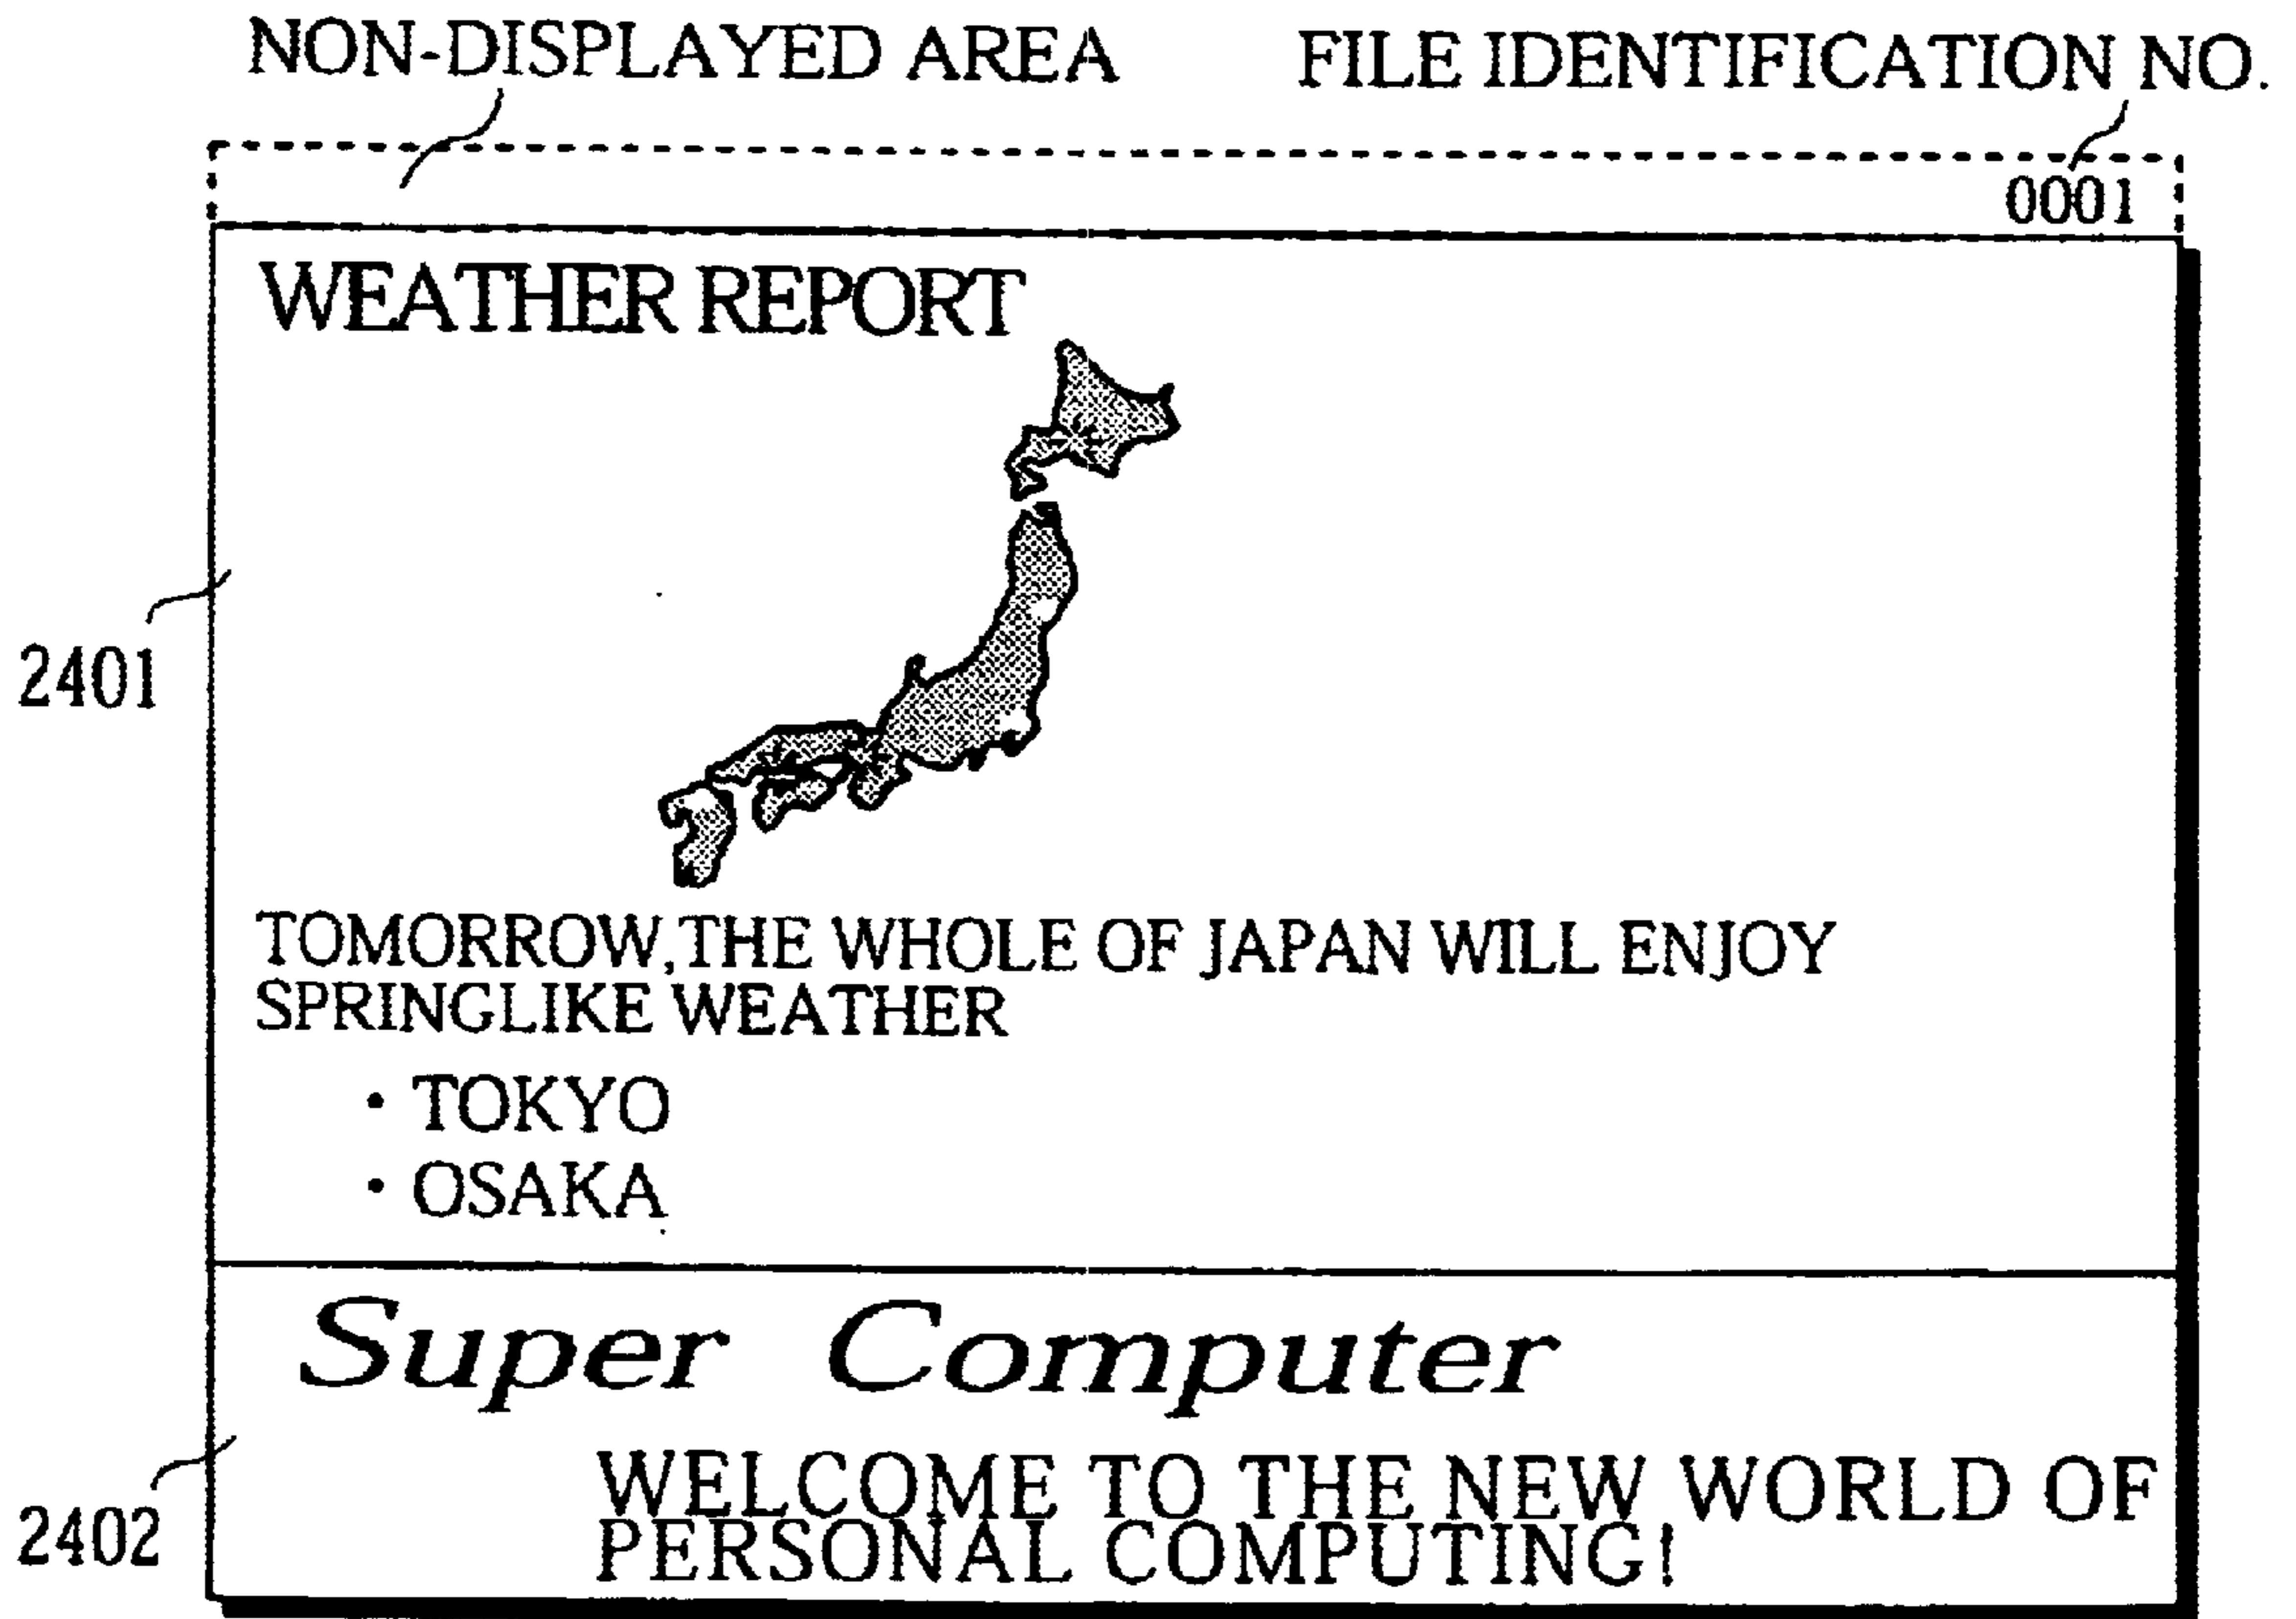 NON-DISPLAYED AREA
FILE IDENTIFICATION NO.
0001
WEATHER REPORT
2401
TOMORROW, THE WHOLE OF JAPAN WILL ENJOY
SPRINGLIKE WEATHER
• TOKYO
• OSAKA
Super Computer
WELCOME TO THE NEW WORLD OF
PERSONAL COMPUTING!
2402